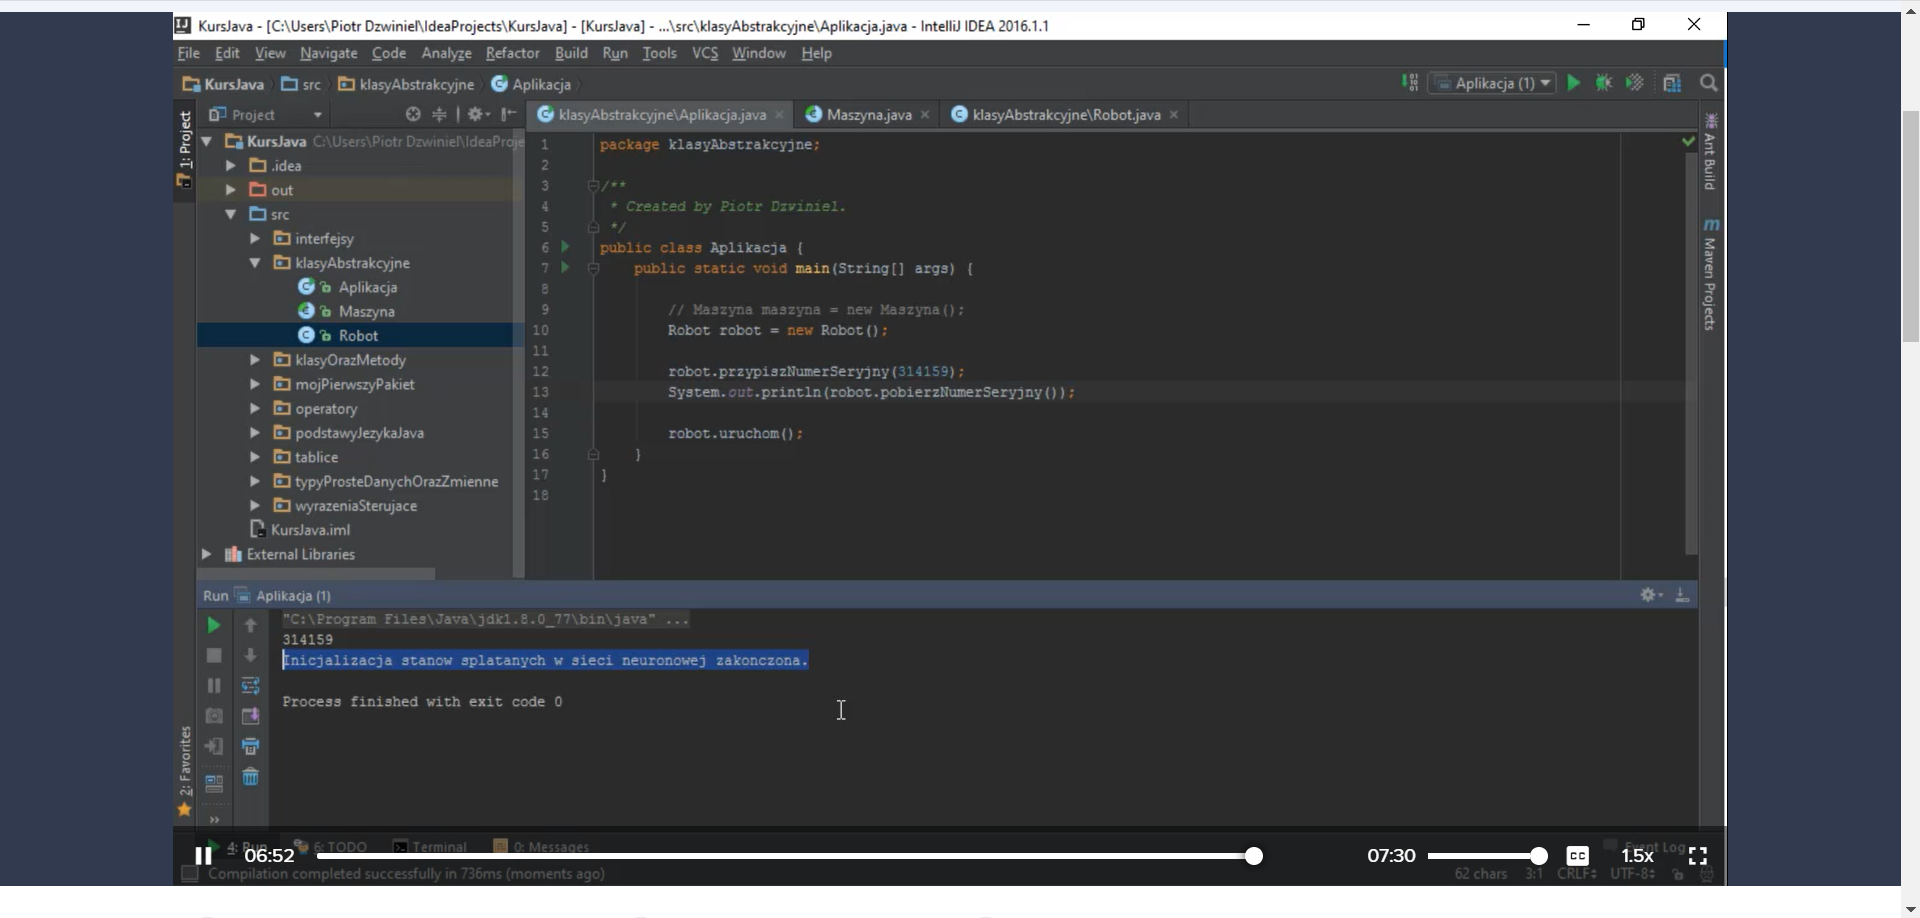 KursJava - [C:\Users\Piotr Dzwiniel\IdeaProjects\KursJava] - [KursJava] - ...\src\klasyAbstrakcyjne\Aplikacja.java - IntelliJ IDEA 2016.1.1
File Edit View Navigate Code Analyze Refactor Build Run Tools VCS Window Help
KursJava src klasyAbstrakcyjne Aplikacja
Aplikacja (1)
Project
klasyAbstrakcyjne\Aplikacja.java Maszyna.java klasyAbstrakcyjne\Robot.java
1: Project
KursJava C:\Users\Piotr Dzwiniel\IdeaProje
.idea
out
src
interfejsy
klasyAbstrakcyjne
Aplikacja
Maszyna
Robot
klasyOrazMetody
mojPierwszyPakiet
operatory
podstawyJezykaJava
tablice
typyProsteDanychOrazZmienne
wyrazeniaSterujace
KursJava.iml
External Libraries
1 package klasyAbstrakcyjne;
2
3 /**
4 * Created by Piotr Dzwiniel.
5 */
6 public class Aplikacja {
7 public static void main(String[] args) {
8
9 // Maszyna maszyna = new Maszyna();
10 Robot robot = new Robot();
11
12 robot.przypiszNumerSeryjny(314159);
13 System.out.println(robot.pobierzNumerSeryjny());
14
15 robot.uruchom();
16 }
17 }
18
Ant Build
Maven Projects
Run Aplikacja (1)
"C:\Program Files\Java\jdk1.8.0_77\bin\java" ...
314159
Inicjalizacja stanow splatanych w sieci neuronowej zakonczona.
Process finished with exit code 0
2: Favorites
4: Run 6: TODO Terminal 0: Messages Event Log
06:52 07:30 CC 1.5x
Compilation completed successfully in 736ms (moments ago) 62 chars 3:1 CRLF UTF-8